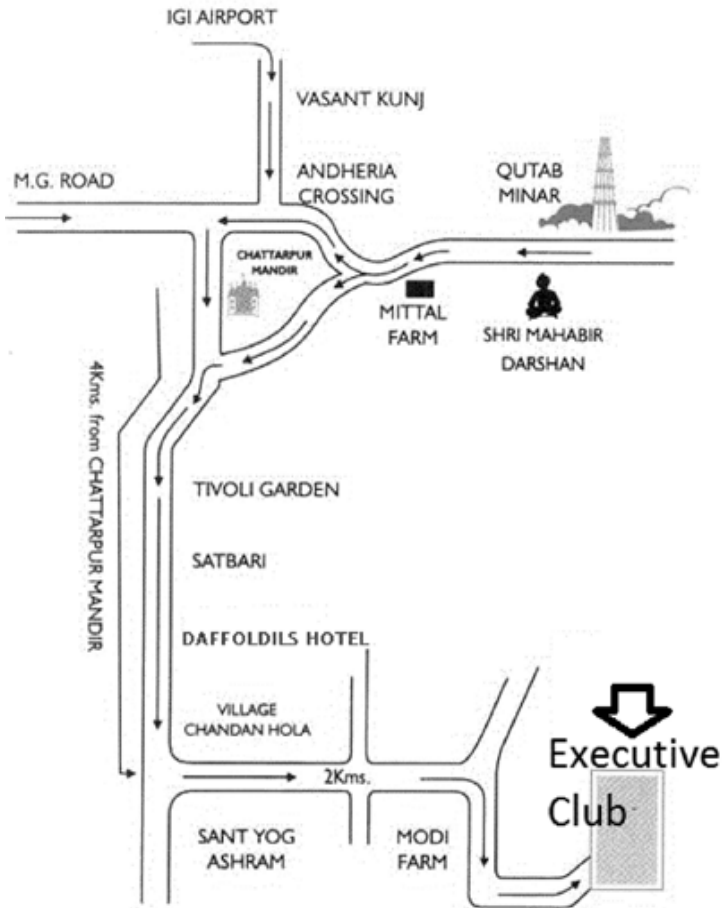 IGI AIRPORT
VASANT KUNJ
ANDHERIA
CROSSING
M.G. ROAD
QUTAB
MINAR
CHATTARPUR
MANDIR
MITTAL
FARM
SHRI MAHABIR
DARSHAN
4Kms. from CHATTARPUR MANDIR
TIVOLI GARDEN
SATBARI
DAFFOLDILS HOTEL
VILLAGE
CHANDAN HOLA
2Kms.
Executive
Club
SANT YOG
ASHRAM
MODI
FARM